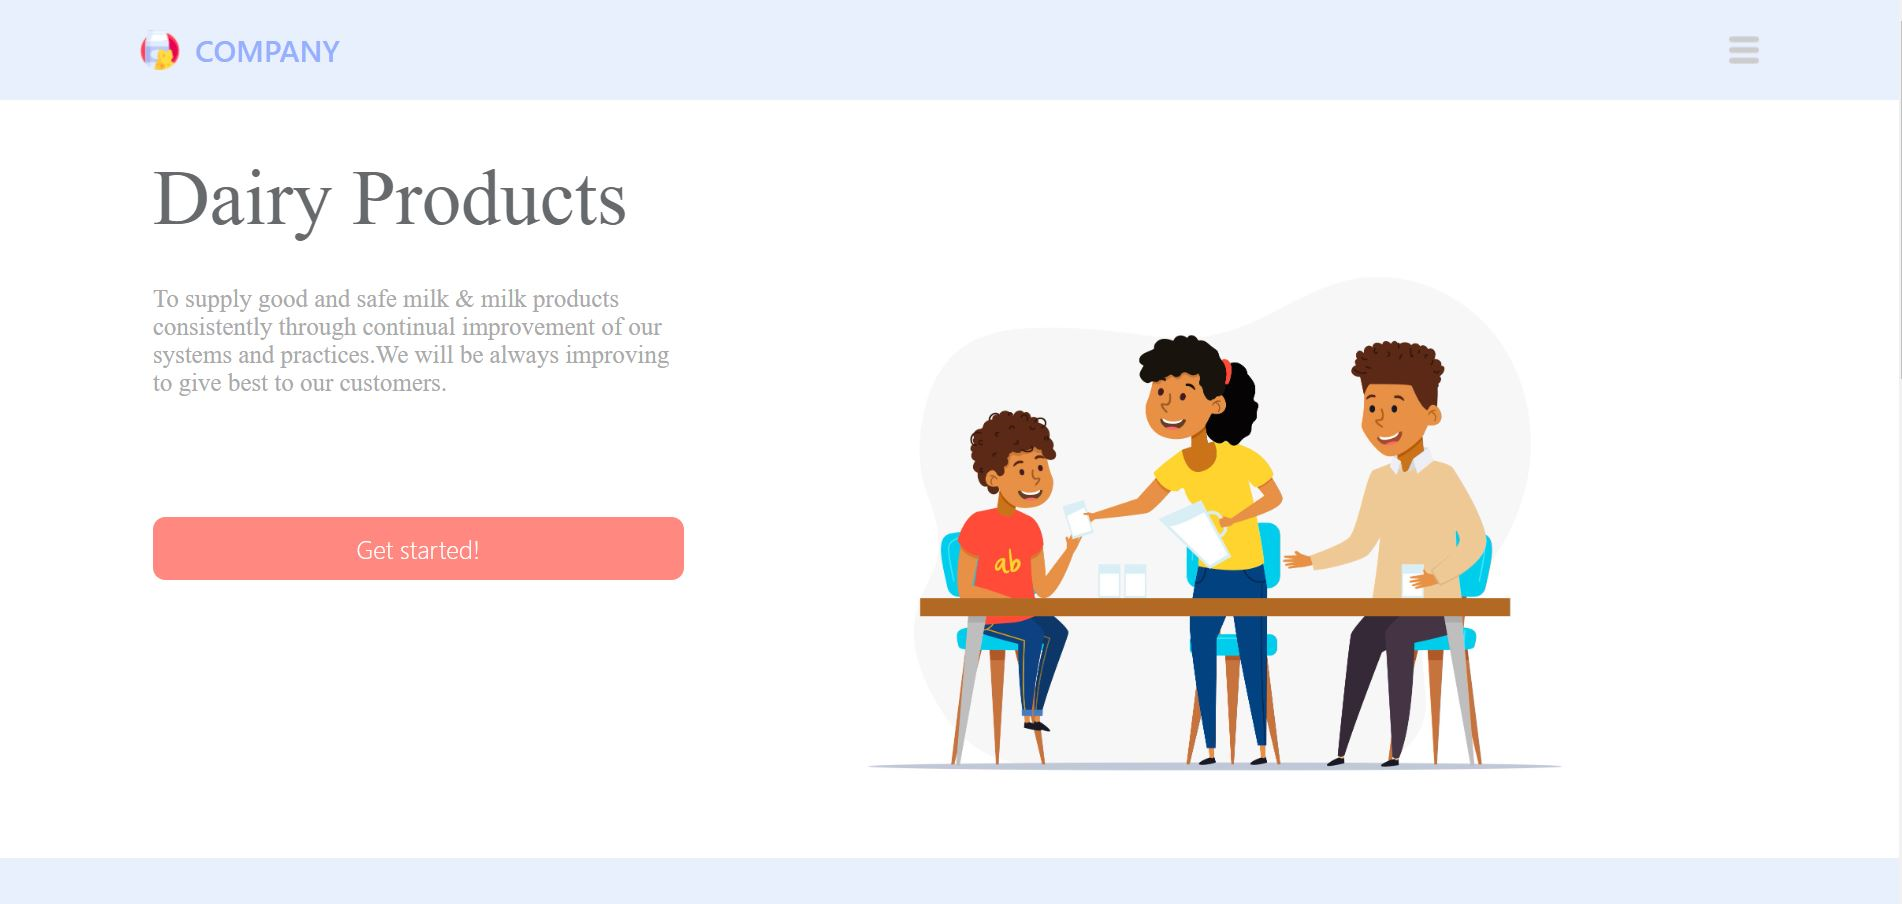 COMPANY
Dairy Products
To supply good and safe milk & milk products
consistently through continual improvement of our
systems and practices.We will be always improving
to give best to our customers.
Get started!
ab